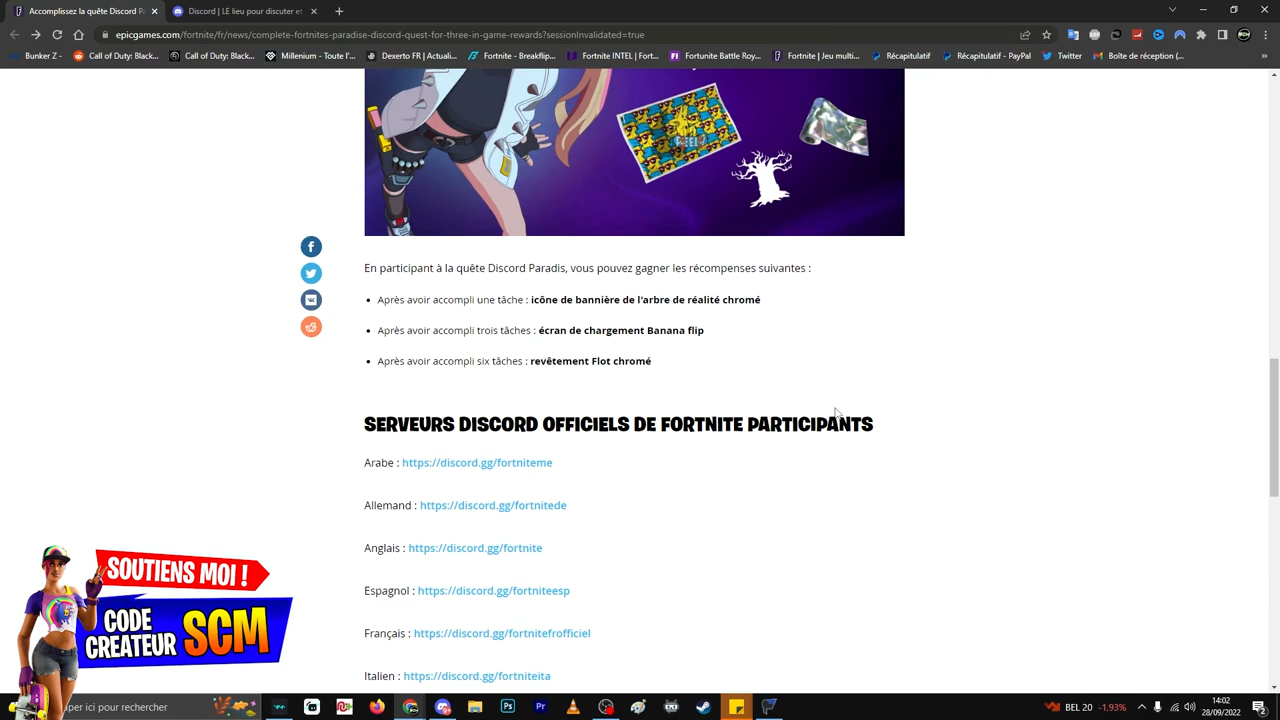 Accomplissez la quête Discord Pa
Discord | LE lieu pour discuter et
epicgames.com/fortnite/fr/news/complete-fortnites-paradise-discord-quest-for-three-in-game-rewards?sessionInvalidated=true
Bunker Z -
Call of Duty: Black...
Call of Duty: Black...
Millenium - Toute l'...
Dexerto FR | Actuali...
Fortnite - Breakflip...
Fortnite INTEL | Fort...
Fortunite Battle Roy...
Fortnite | Jeu multi...
Récapitulatif
Récapitulatif - PayPal
Twitter
Boîte de réception (...
En participant à la quête Discord Paradis, vous pouvez gagner les récompenses suivantes :
• Après avoir accompli une tâche : icône de bannière de l'arbre de réalité chromé
• Après avoir accompli trois tâches : écran de chargement Banana flip
• Après avoir accompli six tâches : revêtement Flot chromé
SERVEURS DISCORD OFFICIELS DE FORTNITE PARTICIPANTS
Arabe : https://discord.gg/fortniteme
Allemand : https://discord.gg/fortnitede
Anglais : https://discord.gg/fortnite
Espagnol : https://discord.gg/fortniteesp
Français : https://discord.gg/fortnitefrofficiel
Italien : https://discord.gg/fortniteita
SOUTIENS MOI !
CODE
CREATEUR SCM
aper ici pour rechercher
BEL 20 -1,93%
14:02
28/09/2022